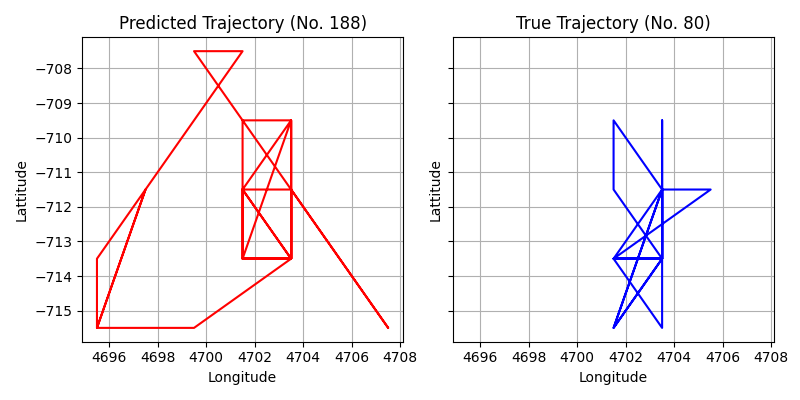 Predicted Trajectory (No. 188)
True Trajectory (No. 80)
−708
−709
−710
−711
−712
−713
−714
−715
Lattitude
Lattitude
4696 4698 4700 4702 4704 4706 4708
4696 4698 4700 4702 4704 4706 4708
Longitude
Longitude